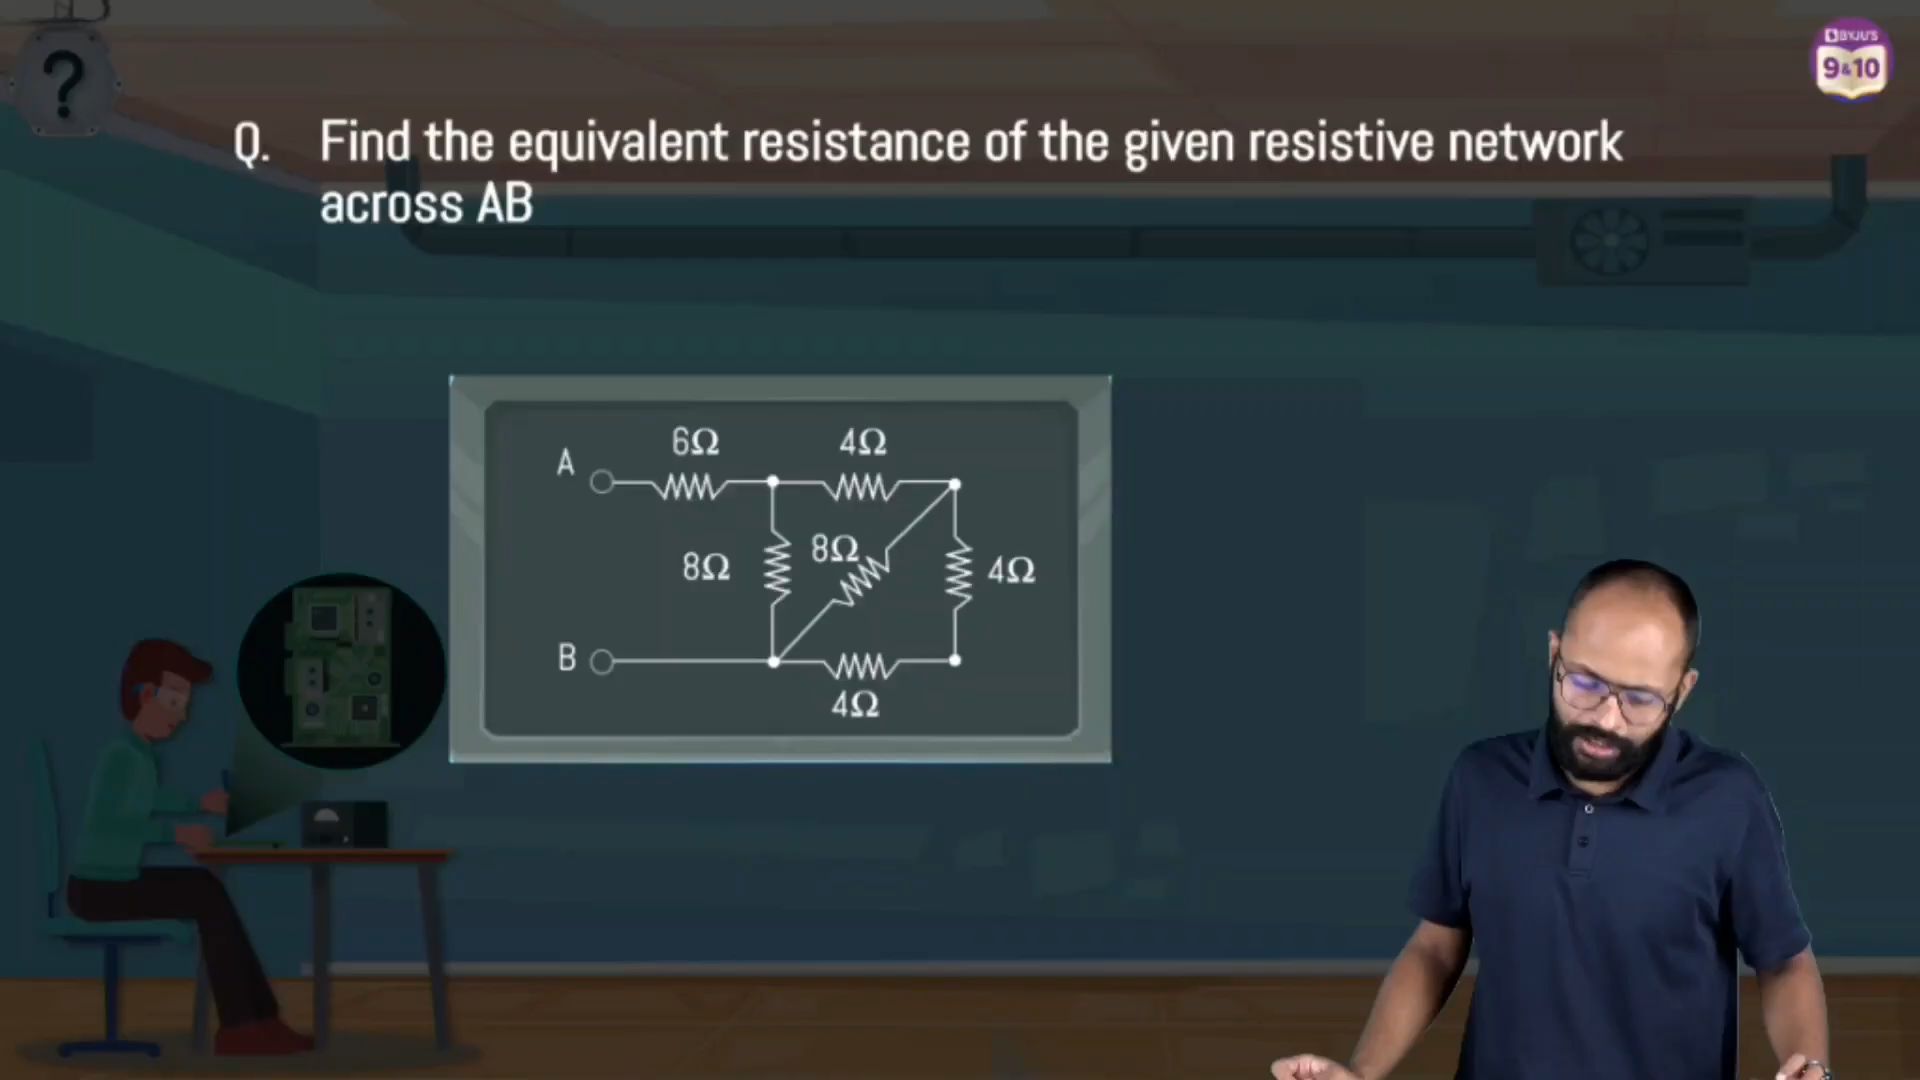 ?
BYJU'S
9&10
Q. Find the equivalent resistance of the given resistive network
across AB
6Ω 4Ω
A
8Ω 8Ω 4Ω
B
4Ω